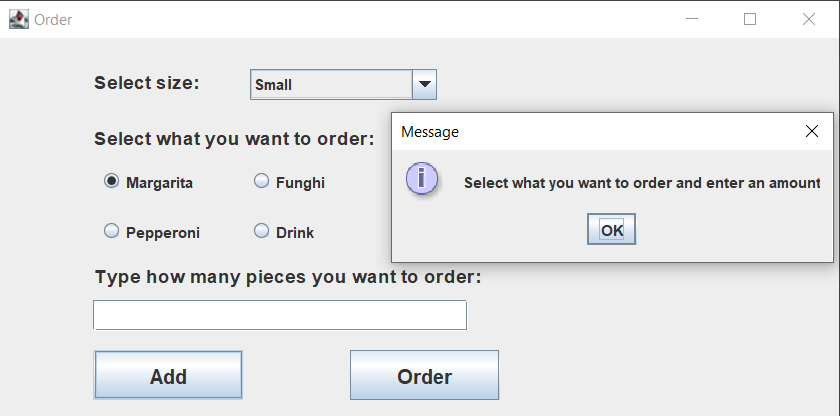 Order
Select size:
Small
Select what you want to order:
Message
Margarita
Funghi
Select what you want to order and enter an amount
OK
Pepperoni
Drink
Type how many pieces you want to order:
Add
Order